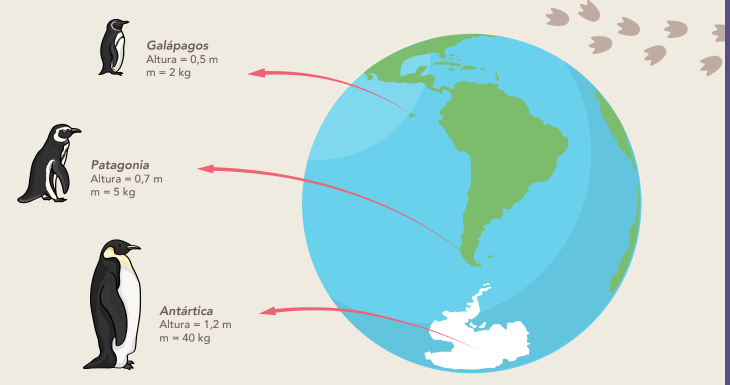 Galápagos
Altura = 0,5 m
m = 2 kg
Patagonia
Altura = 0,7 m
m = 5 kg
Antártica
Altura = 1,2 m
m = 40 kg